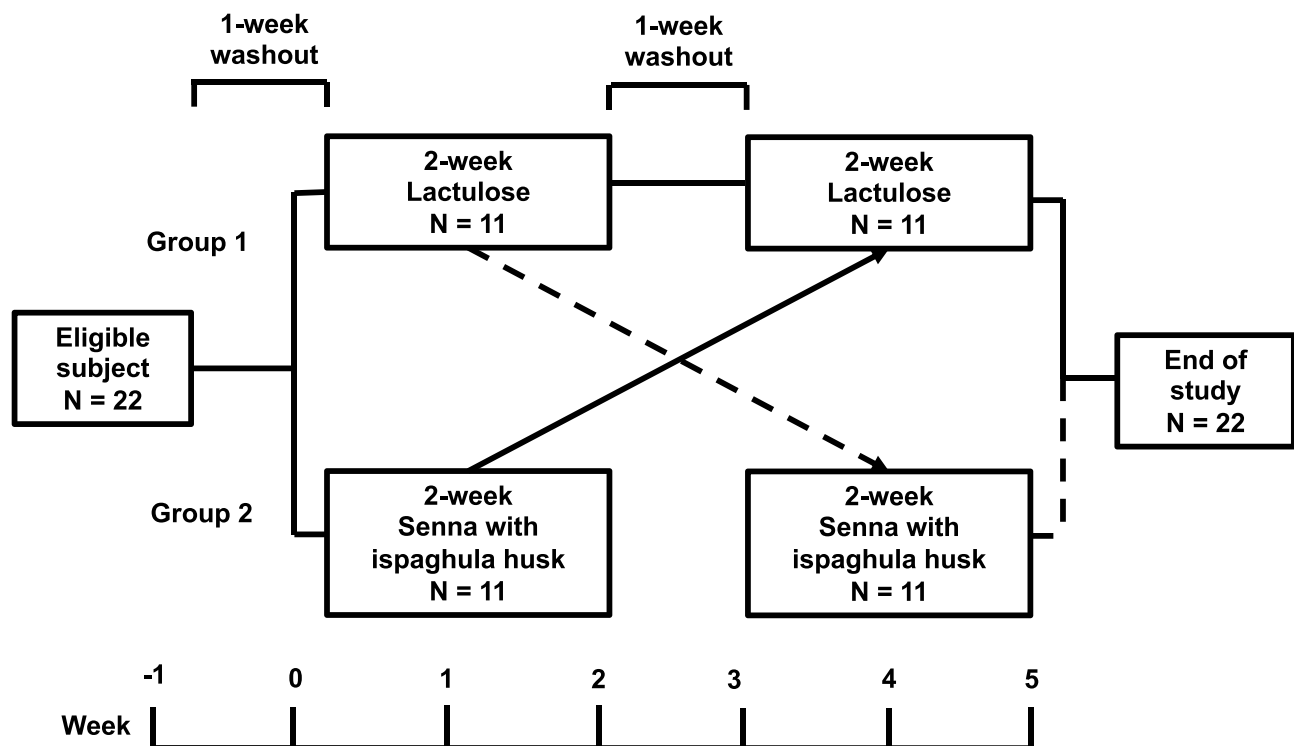 1-week
washout
1-week
washout
2-week
Lactulose
N = 11
2-week
Lactulose
N = 11
Group 1
Eligible
subject
N = 22
End of
study
N = 22
Group 2
2-week
Senna with
ispaghula husk
N = 11
2-week
Senna with
ispaghula husk
N = 11
-1 0 1 2 3 4 5
Week